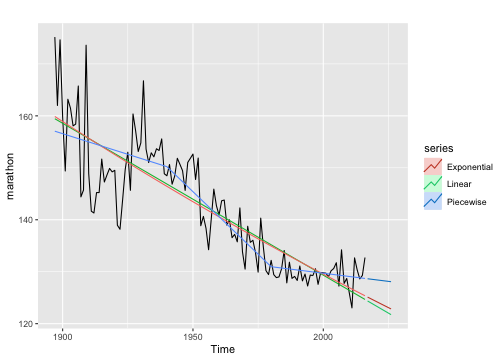 160
140
120
marathon
1900
1950
2000
Time
series
Exponential
Linear
Piecewise